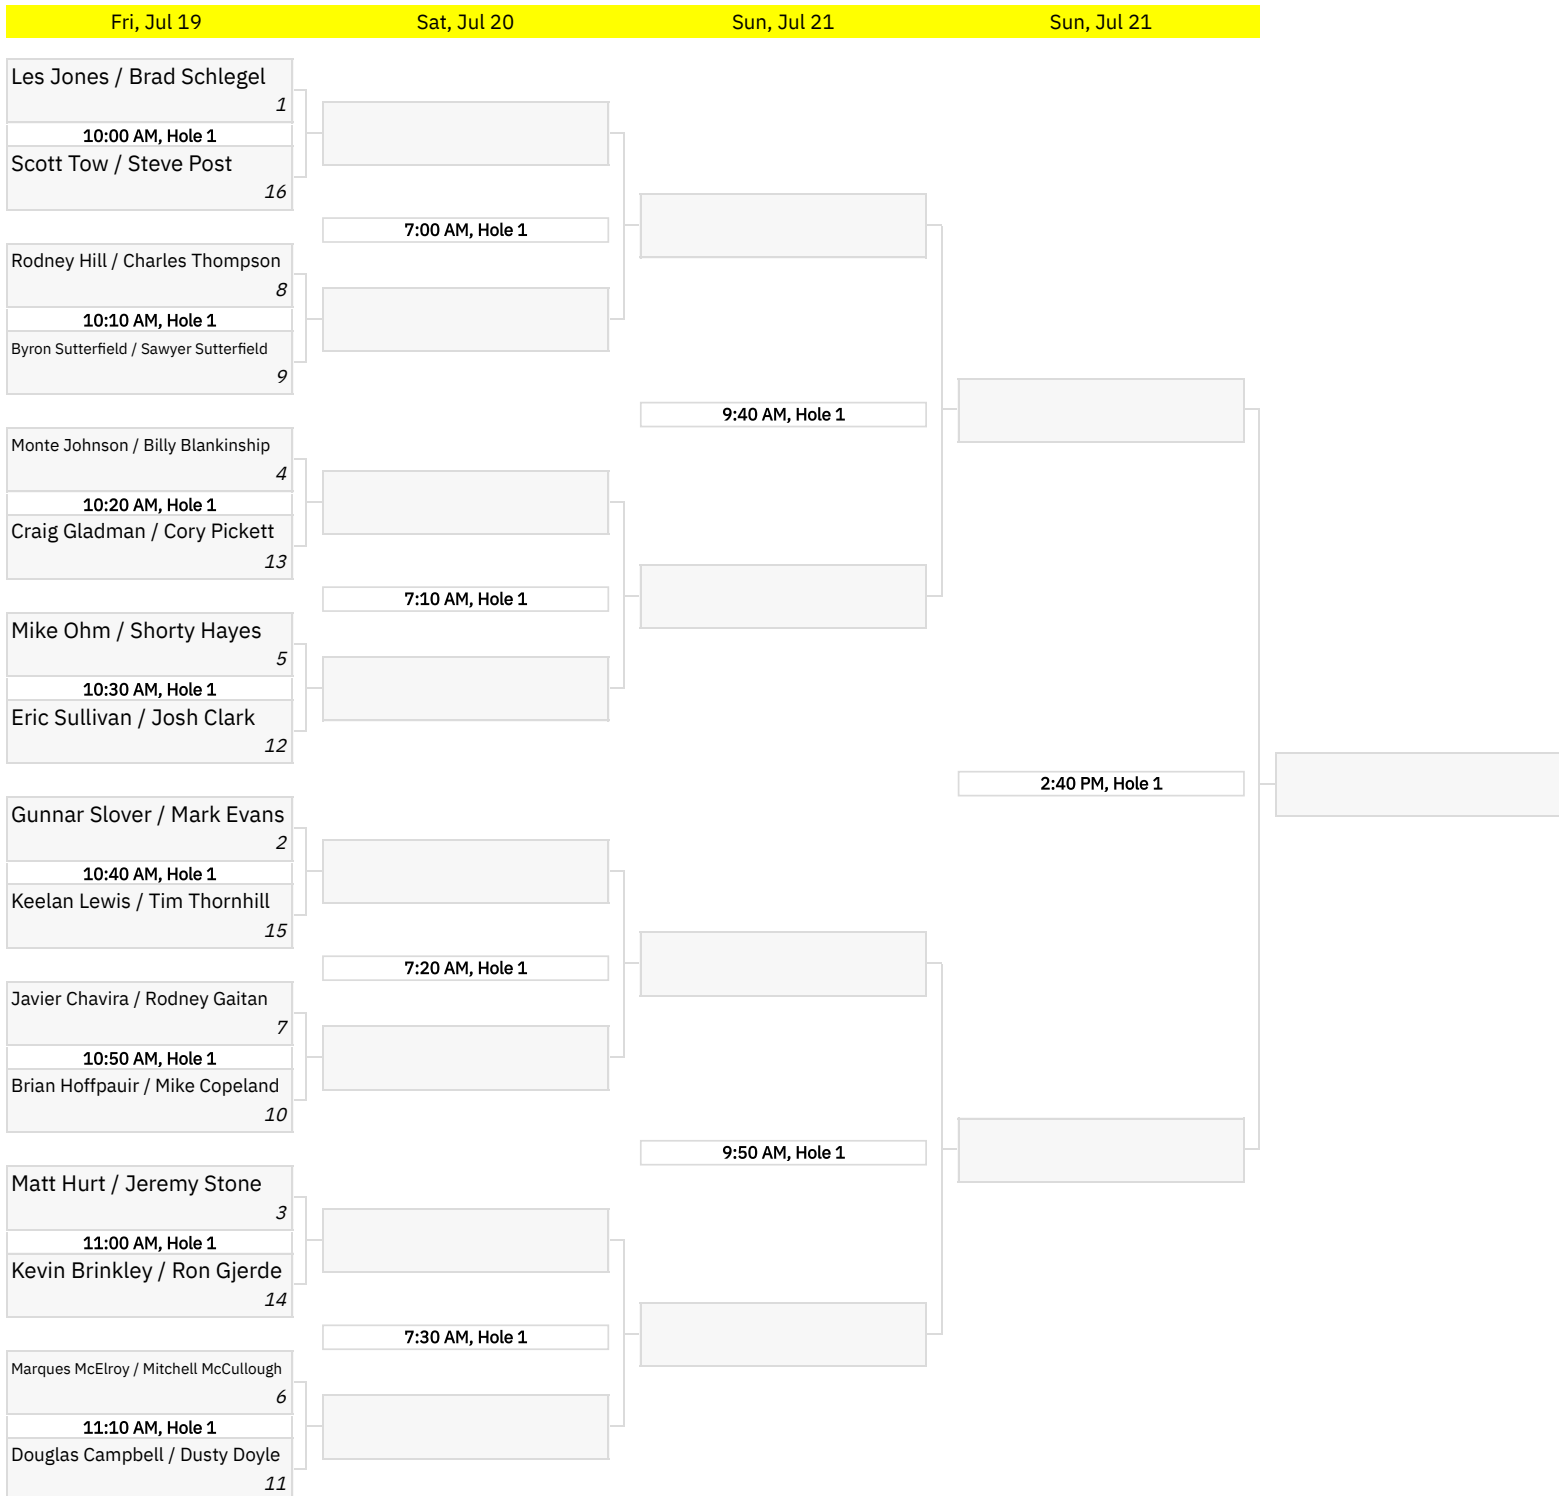 Fri, Jul 19
Sat, Jul 20
Sun, Jul 21
Sun, Jul 21
Les Jones / Brad Schlegel
1
10:00 AM, Hole 1
Scott Tow / Steve Post
16
7:00 AM, Hole 1
Rodney Hill / Charles Thompson
8
10:10 AM, Hole 1
Byron Sutterfield / Sawyer Sutterfield
9
9:40 AM, Hole 1
Monte Johnson / Billy Blankinship
4
10:20 AM, Hole 1
Craig Gladman / Cory Pickett
13
7:10 AM, Hole 1
Mike Ohm / Shorty Hayes
5
10:30 AM, Hole 1
Eric Sullivan / Josh Clark
12
2:40 PM, Hole 1
Gunnar Slover / Mark Evans
2
10:40 AM, Hole 1
Keelan Lewis / Tim Thornhill
15
7:20 AM, Hole 1
Javier Chavira / Rodney Gaitan
7
10:50 AM, Hole 1
Brian Hoffpauir / Mike Copeland
10
9:50 AM, Hole 1
Matt Hurt / Jeremy Stone
3
11:00 AM, Hole 1
Kevin Brinkley / Ron Gjerde
14
7:30 AM, Hole 1
Marques McElroy / Mitchell McCullough
6
11:10 AM, Hole 1
Douglas Campbell / Dusty Doyle
11